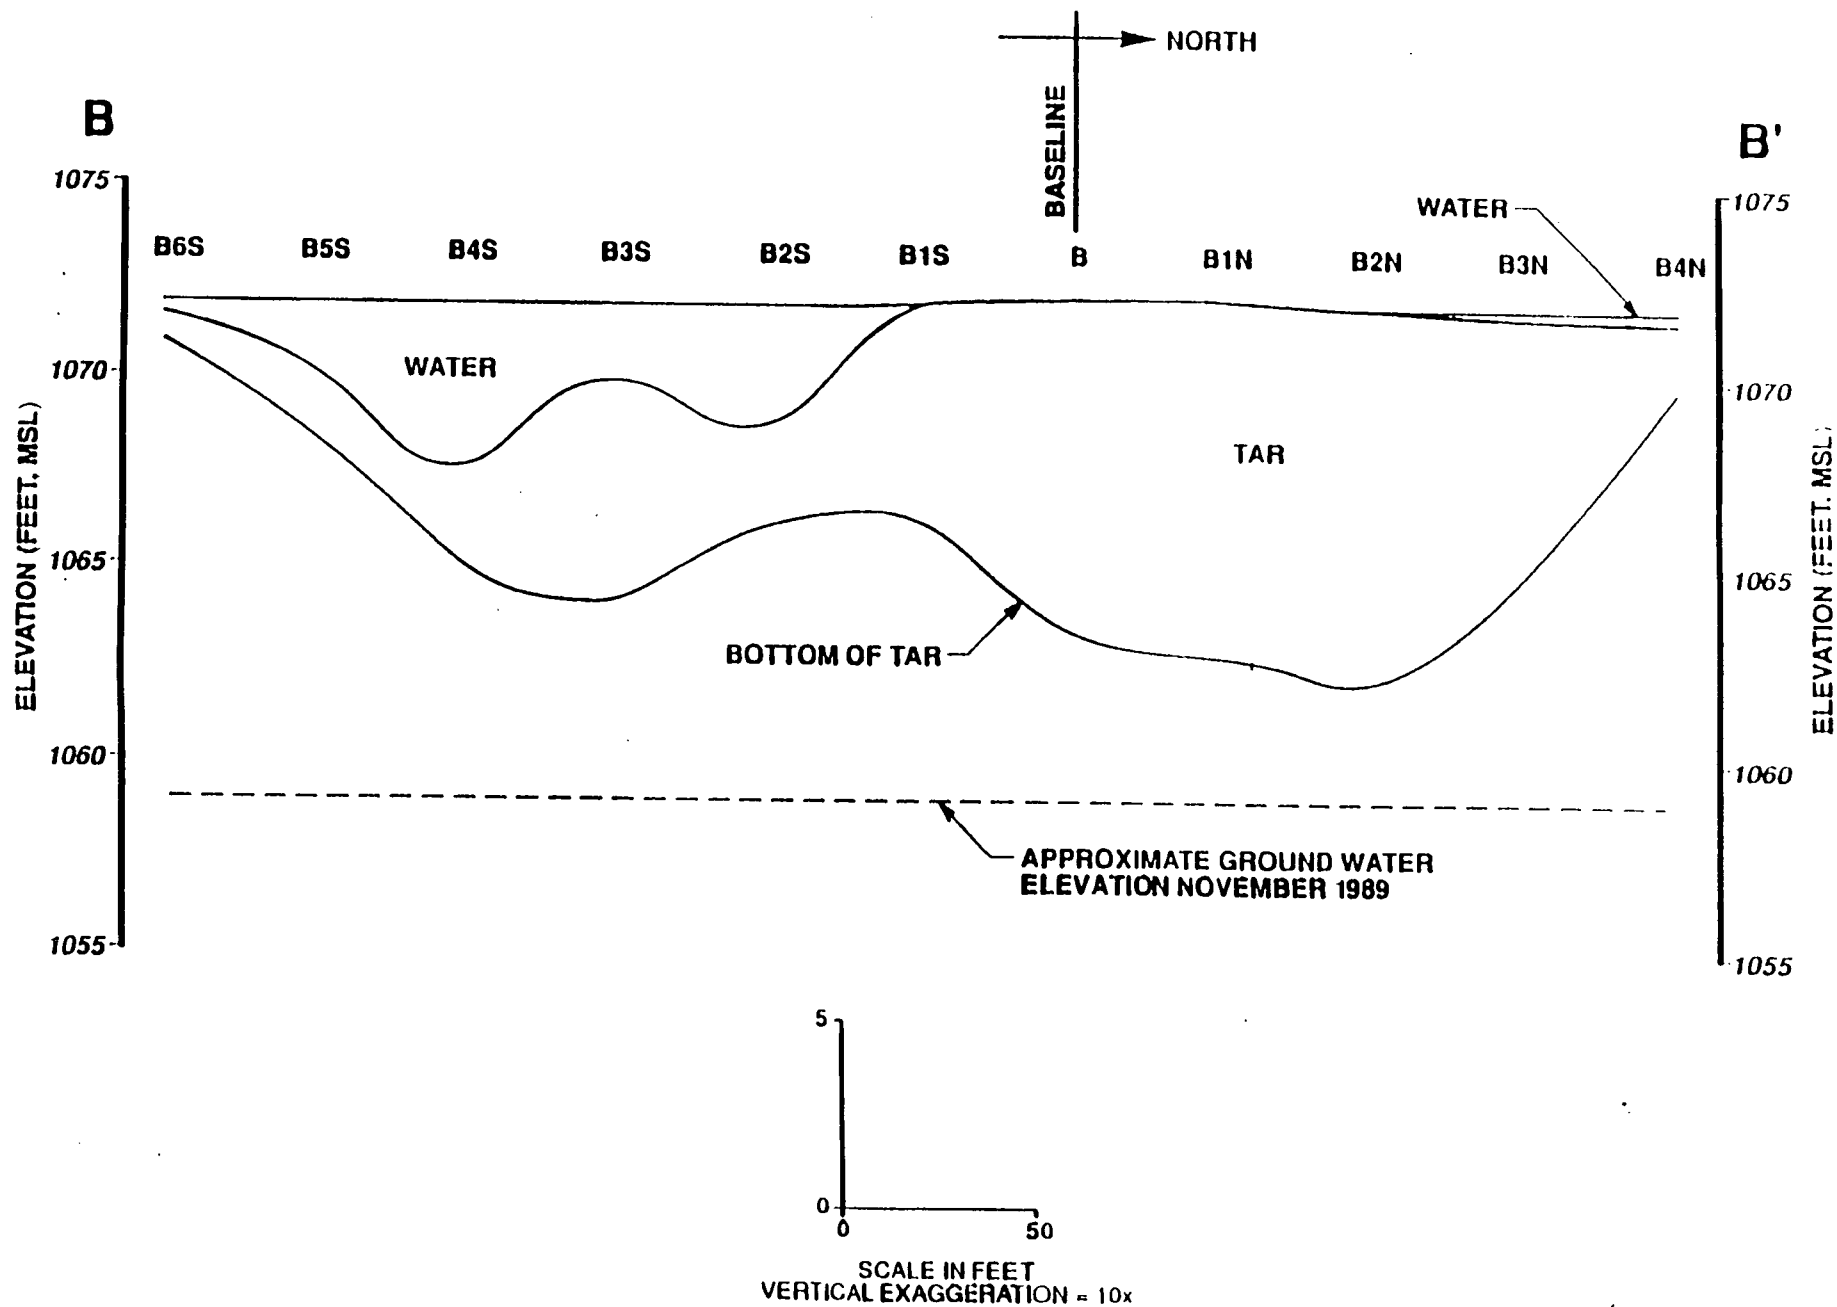 NORTH
BASELINE
B
B'
1075
1070
1065
1060
1055
ELEVATION (FEET, MSL)
B6S B5S B4S B3S B2S B1S B B1N B2N B3N B4N
WATER
WATER
TAR
BOTTOM OF TAR
APPROXIMATE GROUND WATER
ELEVATION NOVEMBER 1989
1075
1070
1065
1060
1055
ELEVATION (FEET, MSL)
5
0
0 50
SCALE IN FEET
VERTICAL EXAGGERATION = 10x